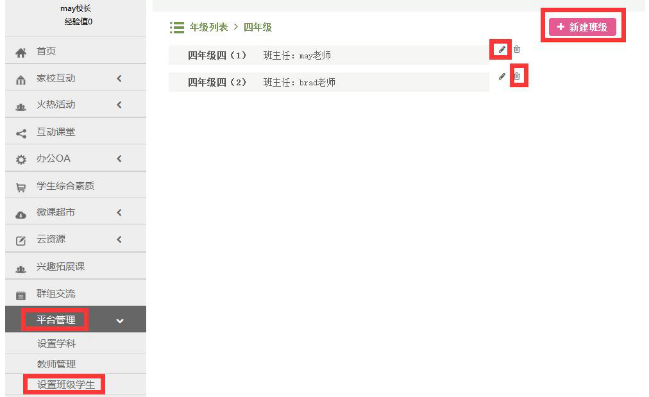 may校长
经验值0
首页
家校互动
火热活动
互动课堂
办公OA
学生综合素质
微课超市
云资源
兴趣拓展课
群组交流
平台管理
设置学科
教师管理
设置班级学生
年级列表 > 四年级
+ 新建班级
四年级四（1） 班主任：may老师
四年级四（2） 班主任：brad老师